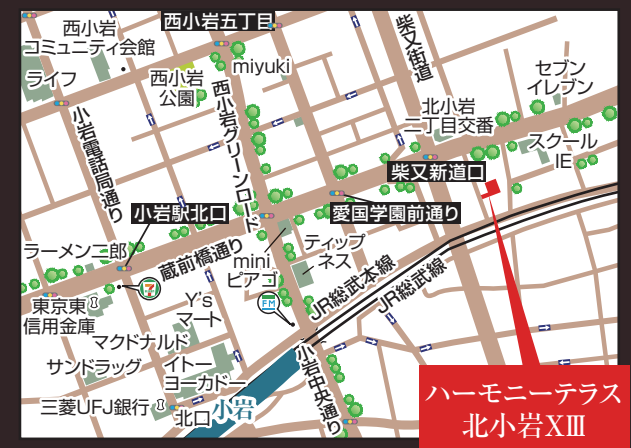 西小岩五丁目
西小岩
コミュニティ会館
ライフ
西小岩
公園
miyuki
柴又街道
セブン
イレブン
北小岩
二丁目交番
スクール
IE
小岩電話局通り
西小岩グリーンロード
柴又新道口
小岩駅北口
愛国学園前通り
ラーメン二郎
蔵前橋通り
mini
ピアゴ
ティップ
ネス
JR総武本線
JR総武線
7
FM
東京東
信用金庫
Y's
マート
マクドナルド
サンドラッグ
イトー
ヨーカドー
三菱UFJ銀行
北口
小岩
小岩中央通り
ハーモニーテラス
北小岩XⅢ